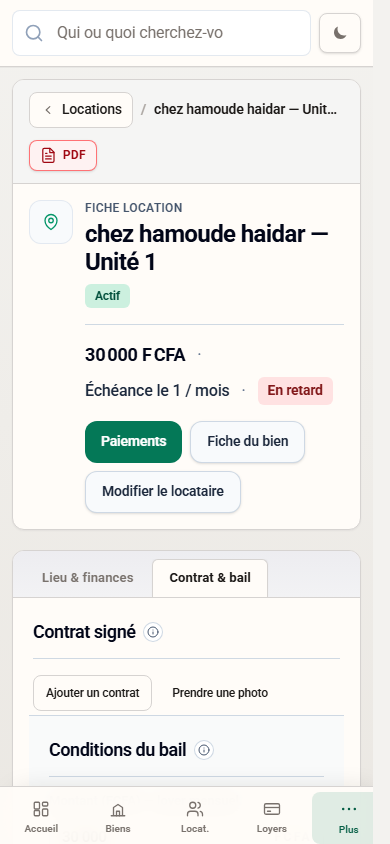 Qui ou quoi cherchez-vo
Locations / chez hamoude haidar — Unit...
PDF
FICHE LOCATION
chez hamoude haidar —
Unité 1
Actif
30 000 F CFA ·
Échéance le 1 / mois · En retard
Paiements Fiche du bien
Modifier le locataire
Lieu & finances Contrat & bail
Contrat signé
Ajouter un contrat Prendre une photo
Conditions du bail
Accueil Biens Locat. Loyers Plus